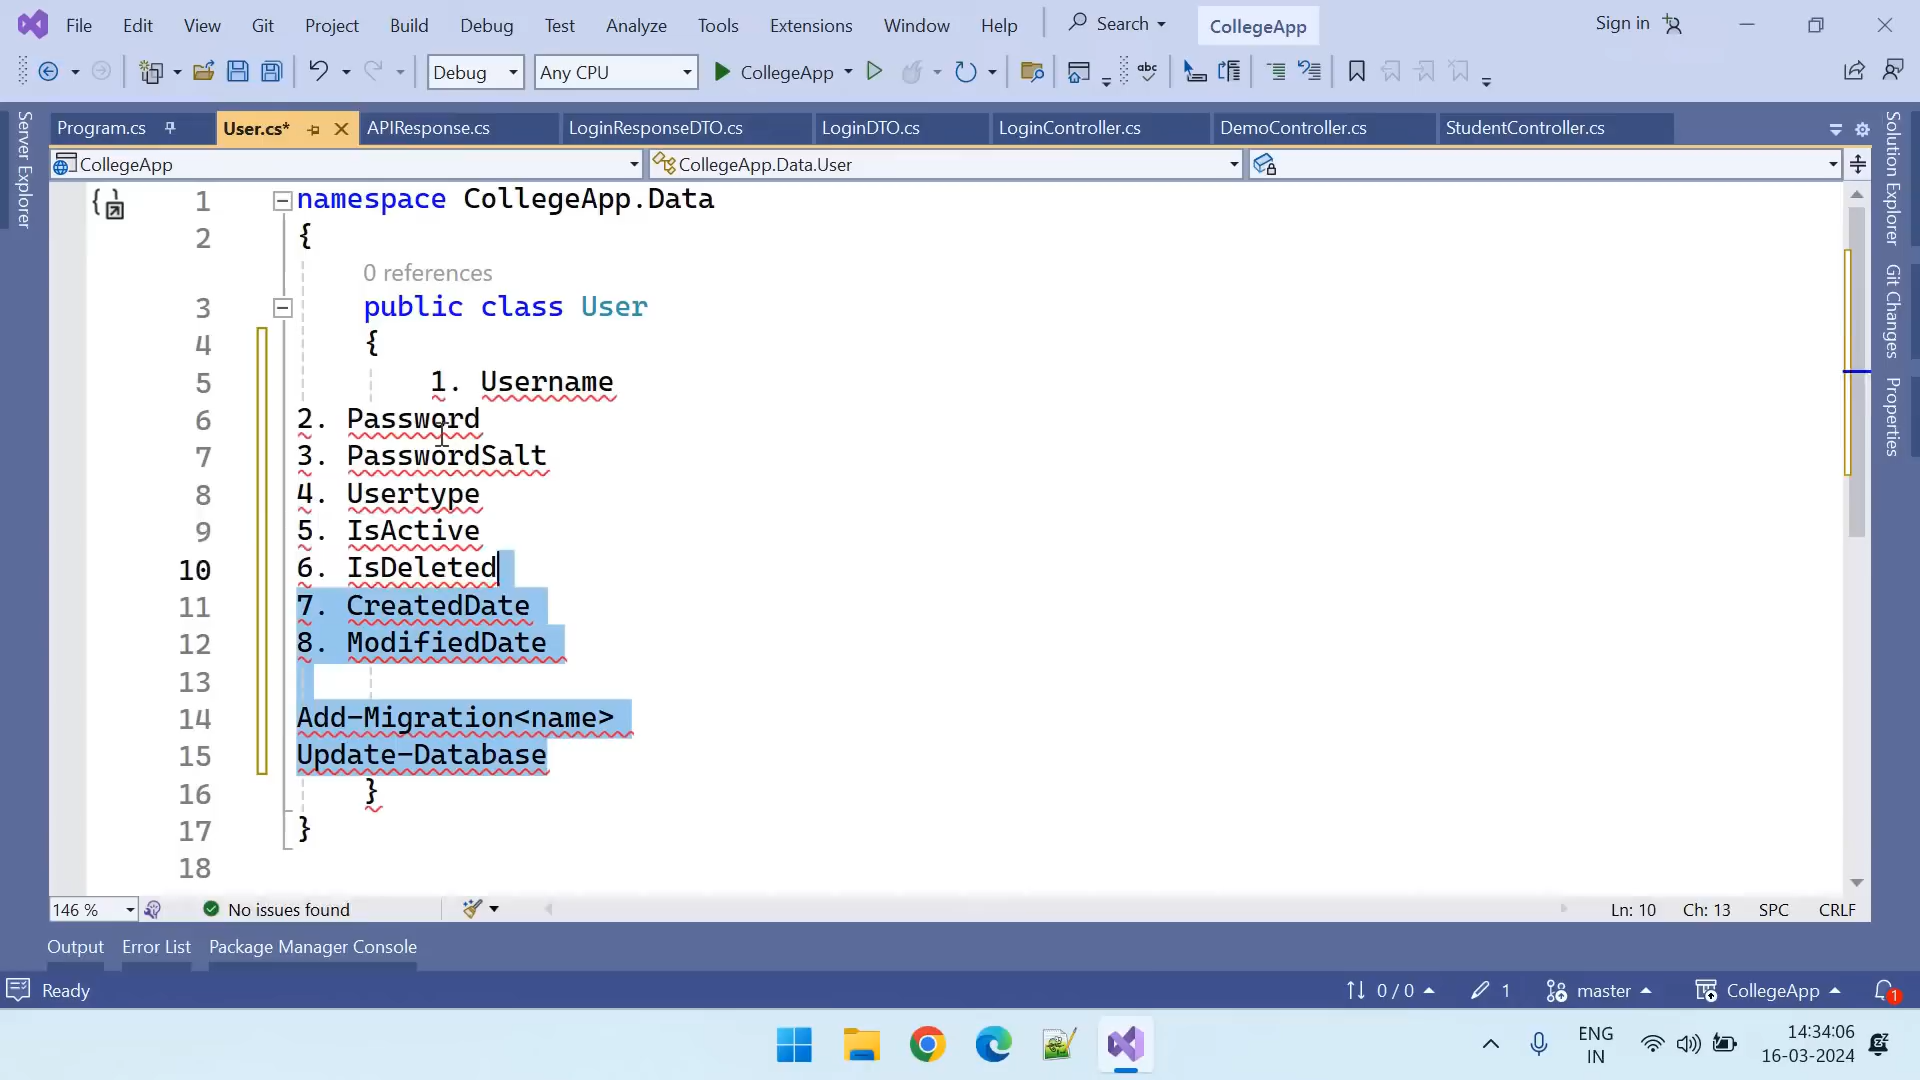 File Edit View Git Project Build Debug Test Analyze Tools Extensions Window Help Search CollegeApp Sign in
Debug Any CPU CollegeApp
Program.cs User.cs* APIResponse.cs LoginResponseDTO.cs LoginDTO.cs LoginController.cs DemoController.cs StudentController.cs
CollegeApp CollegeApp.Data.User
Server Explorer
Solution Explorer
Git Changes
Properties
1 namespace CollegeApp.Data
2 {
0 references
3 public class User
4 {
5 1. Username
6 2. Password
7 3. PasswordSalt
8 4. Usertype
9 5. IsActive
10 6. IsDeleted
11 7. CreatedDate
12 8. ModifiedDate
13
14 Add-Migration<name>
15 Update-Database
16 }
17 }
18
146 % No issues found Ln: 10 Ch: 13 SPC CRLF
Output Error List Package Manager Console
Ready 0 / 0 1 master CollegeApp 1
ENG 14:34:06
IN 16-03-2024